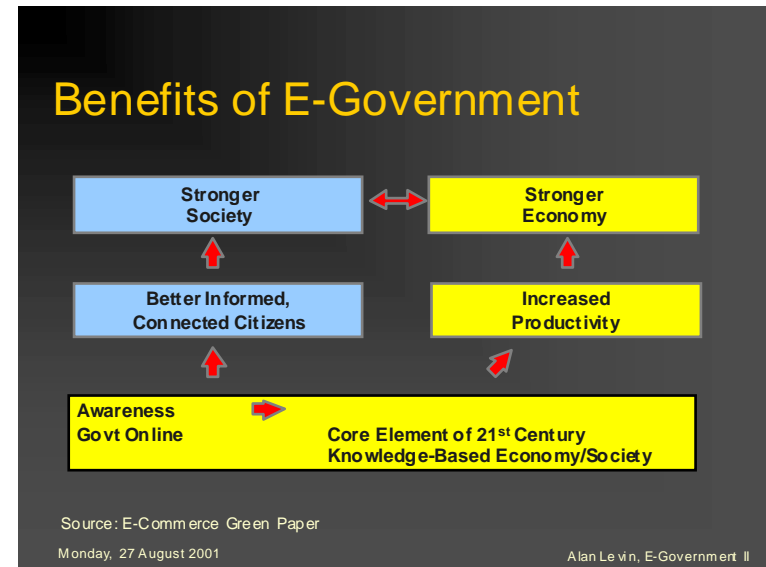 Benefits of E-Government
Stronger
Society
Stronger
Economy
Better Informed,
Connected Citizens
Increased
Productivity
Awareness
Govt Online
Core Element of 21st Century
Knowledge-Based Economy/Society
Source: E-Commerce Green Paper
Monday, 27 August 2001
Alan Levin, E-Government II